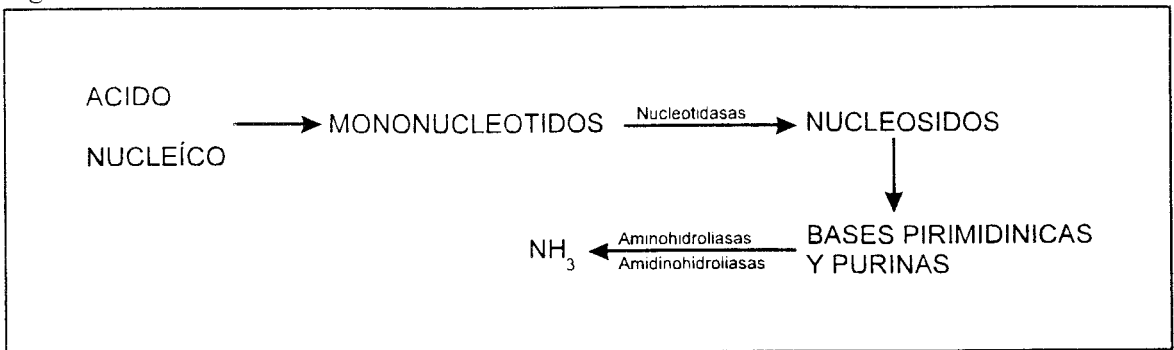 ACIDO
NUCLEÍCO
MONONUCLEOTIDOS
Nucleotidasas
NUCLEOSIDOS
BASES PIRIMIDINICAS
Y PURINAS
Aminohidroliasas
Amidinohidroliasas
NH₃